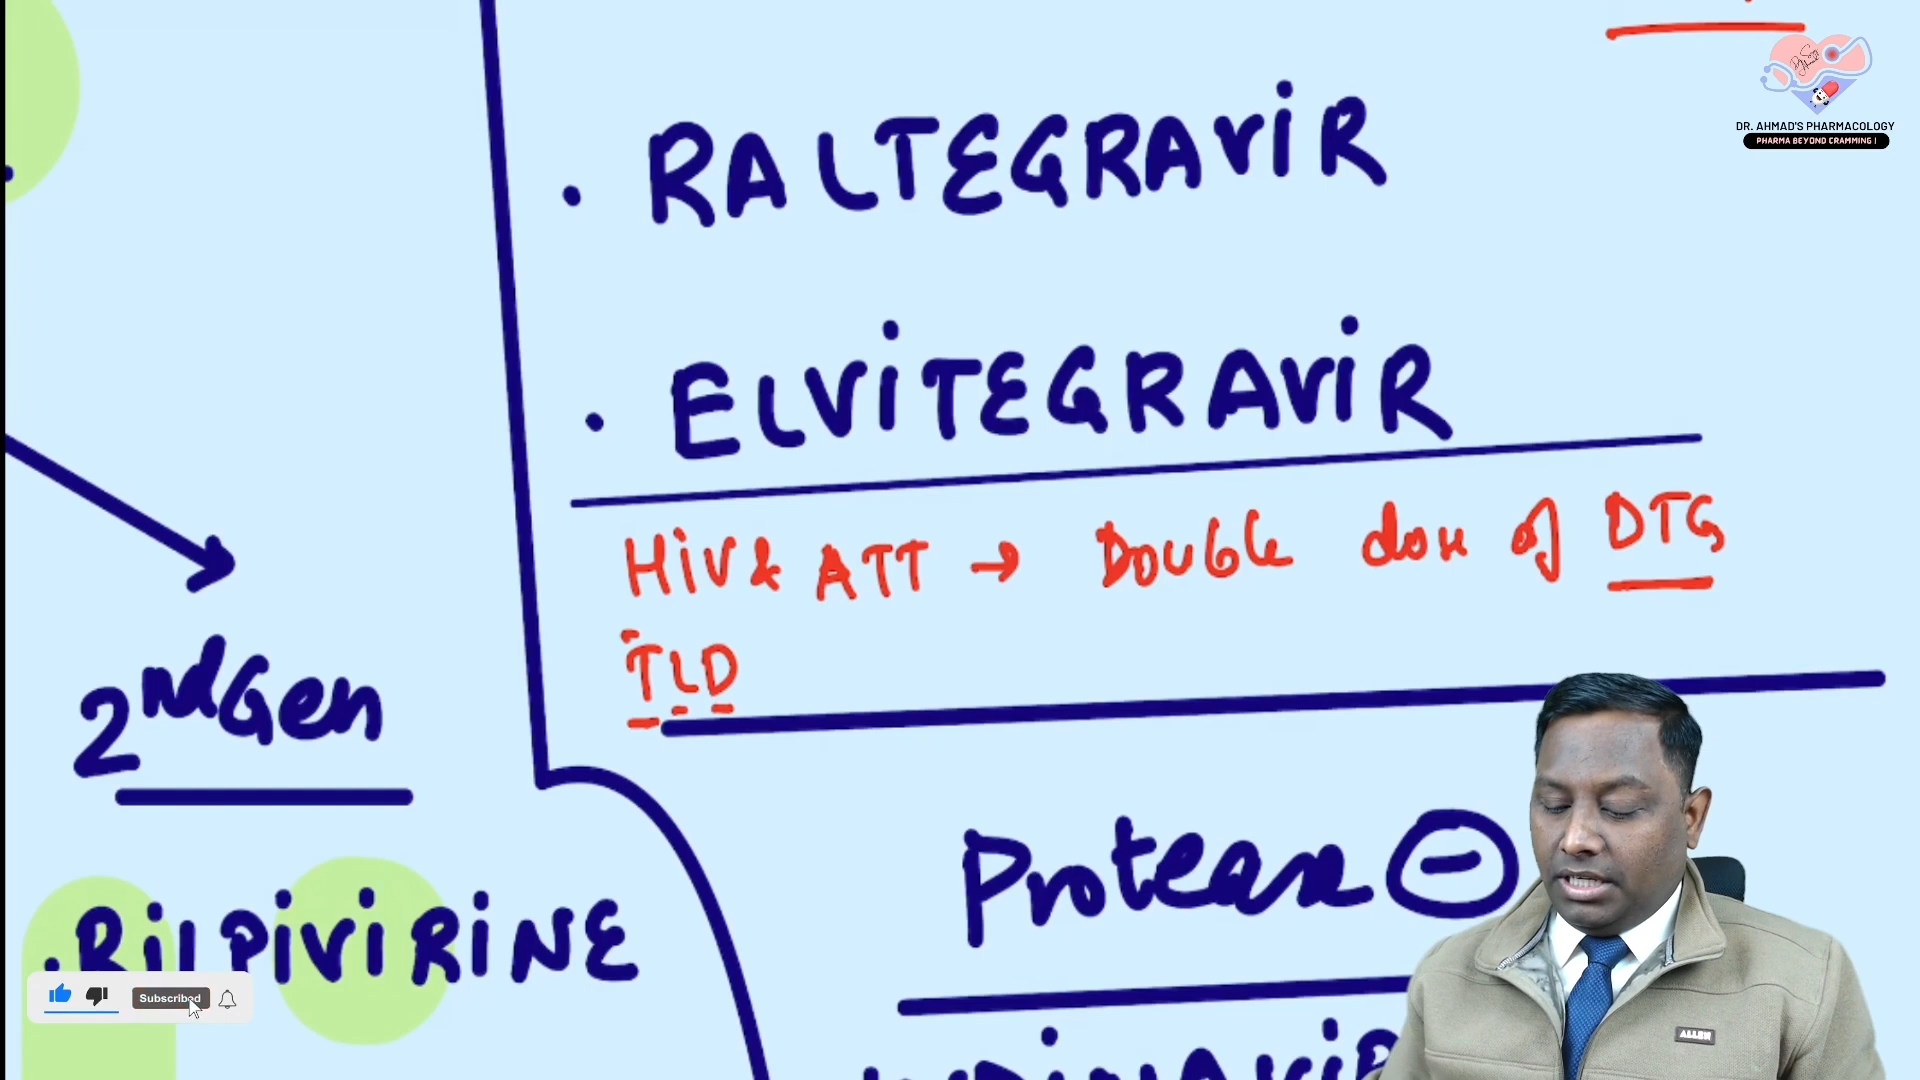 DR. AHMAD'S PHARMACOLOGY
PHARMA BEYOND CRAMMING !
• RALTEGRAViR
• ELViTEGRAViR
HiV & ATT → Double dose of DTG
TLD
2nd Gen
• RiLPiViRiNE
Protease ⊖
Subscribed
ALLEN